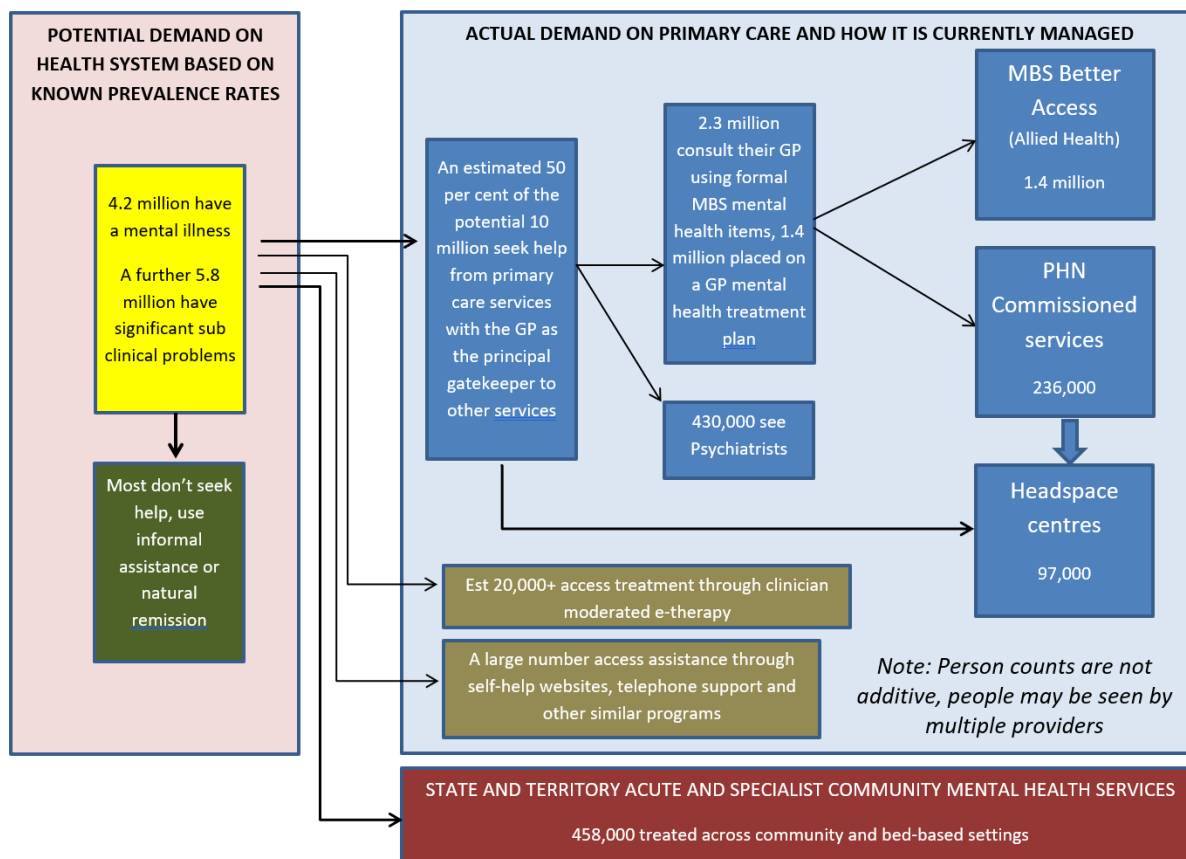 POTENTIAL DEMAND ON
HEALTH SYSTEM BASED ON
KNOWN PREVALENCE RATES
4.2 million have
a mental illness
A further 5.8
million have
significant sub
clinical problems
Most don't seek
help, use
informal
assistance or
natural
remission
ACTUAL DEMAND ON PRIMARY CARE AND HOW IT IS CURRENTLY MANAGED
An estimated 50
per cent of the
potential 10
million seek help
from primary
care services
with the GP as
the principal
gatekeeper to
other services
2.3 million
consult their GP
using formal
MBS mental
health items, 1.4
million placed on
a GP mental
health treatment
plan
430,000 see
Psychiatrists
MBS Better
Access
(Allied Health)
1.4 million
PHN
Commissioned
services
236,000
Headspace
centres
97,000
Est 20,000+ access treatment through clinician
moderated e-therapy
A large number access assistance through
self-help websites, telephone support and
other similar programs
Note: Person counts are not
additive, people may be seen by
multiple providers
STATE AND TERRITORY ACUTE AND SPECIALIST COMMUNITY MENTAL HEALTH SERVICES
458,000 treated across community and bed-based settings